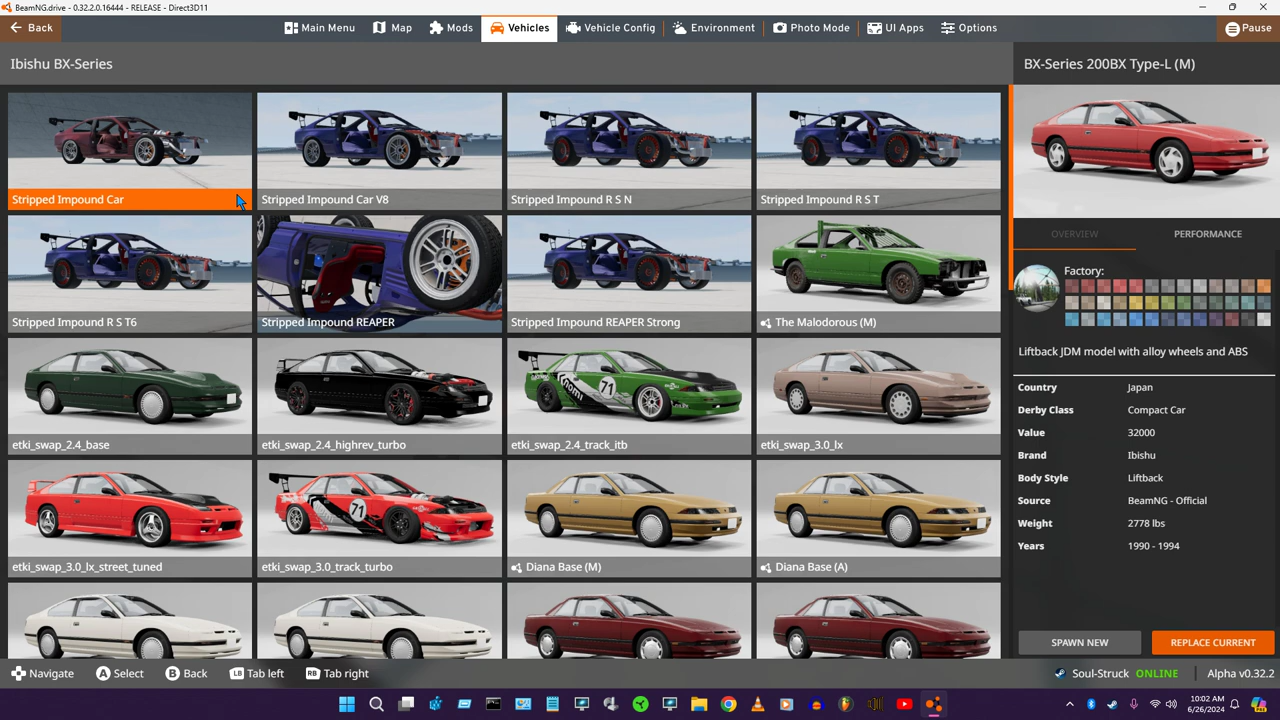 BeamNG.drive - 0.32.2.0.16444 - RELEASE - Direct3D11
Back
Main Menu
Map
Mods
Vehicles
Vehicle Config
Environment
Photo Mode
UI Apps
Options
Pause
Ibishu BX-Series
BX-Series 200BX Type-L (M)
Stripped Impound Car
Stripped Impound Car V8
Stripped Impound R S N
Stripped Impound R S T
Stripped Impound R S T6
Stripped Impound REAPER
Stripped Impound REAPER Strong
The Malodorous (M)
etki_swap_2.4_base
etki_swap_2.4_highrev_turbo
etki_swap_2.4_track_itb
etki_swap_3.0_lx
etki_swap_3.0_lx_street_tuned
etki_swap_3.0_track_turbo
Diana Base (M)
Diana Base (A)
71
71
OVERVIEW
PERFORMANCE
Factory:
Liftback JDM model with alloy wheels and ABS
Country Japan
Derby Class Compact Car
Value 32000
Brand Ibishu
Body Style Liftback
Source BeamNG - Official
Weight 2778 lbs
Years 1990 - 1994
SPAWN NEW
REPLACE CURRENT
Navigate
A Select
B Back
LB Tab left
RB Tab right
Soul-Struck ONLINE
Alpha v0.32.2
10:02 AM
6/26/2024